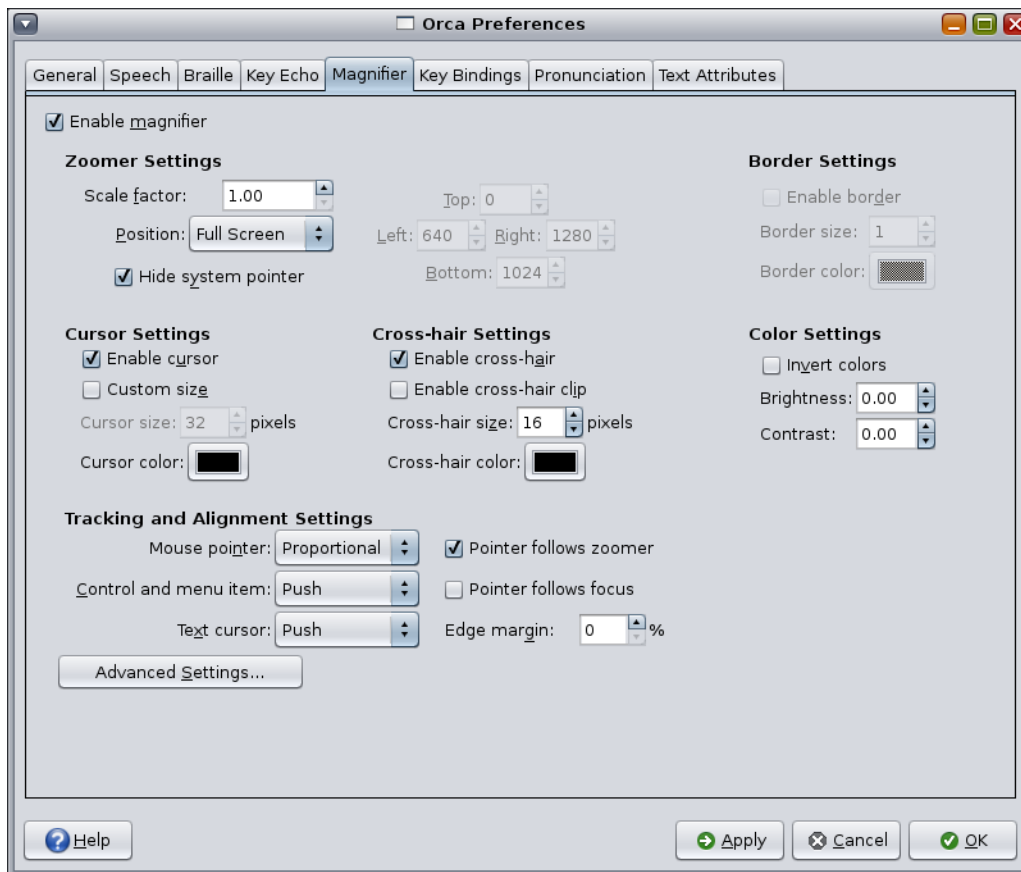 Orca Preferences
General Speech Braille Key Echo Magnifier Key Bindings Pronunciation Text Attributes
Enable magnifier
Zoomer Settings
Scale factor: 1.00
Position: Full Screen
Hide system pointer
Top: 0
Left: 640 Right: 1280
Bottom: 1024
Border Settings
Enable border
Border size: 1
Border color:
Cursor Settings
Enable cursor
Custom size
Cursor size: 32 pixels
Cursor color:
Cross-hair Settings
Enable cross-hair
Enable cross-hair clip
Cross-hair size: 16 pixels
Cross-hair color:
Color Settings
Invert colors
Brightness: 0.00
Contrast: 0.00
Tracking and Alignment Settings
Mouse pointer: Proportional Pointer follows zoomer
Control and menu item: Push Pointer follows focus
Text cursor: Push Edge margin: 0 %
Advanced Settings...
Help Apply Cancel OK